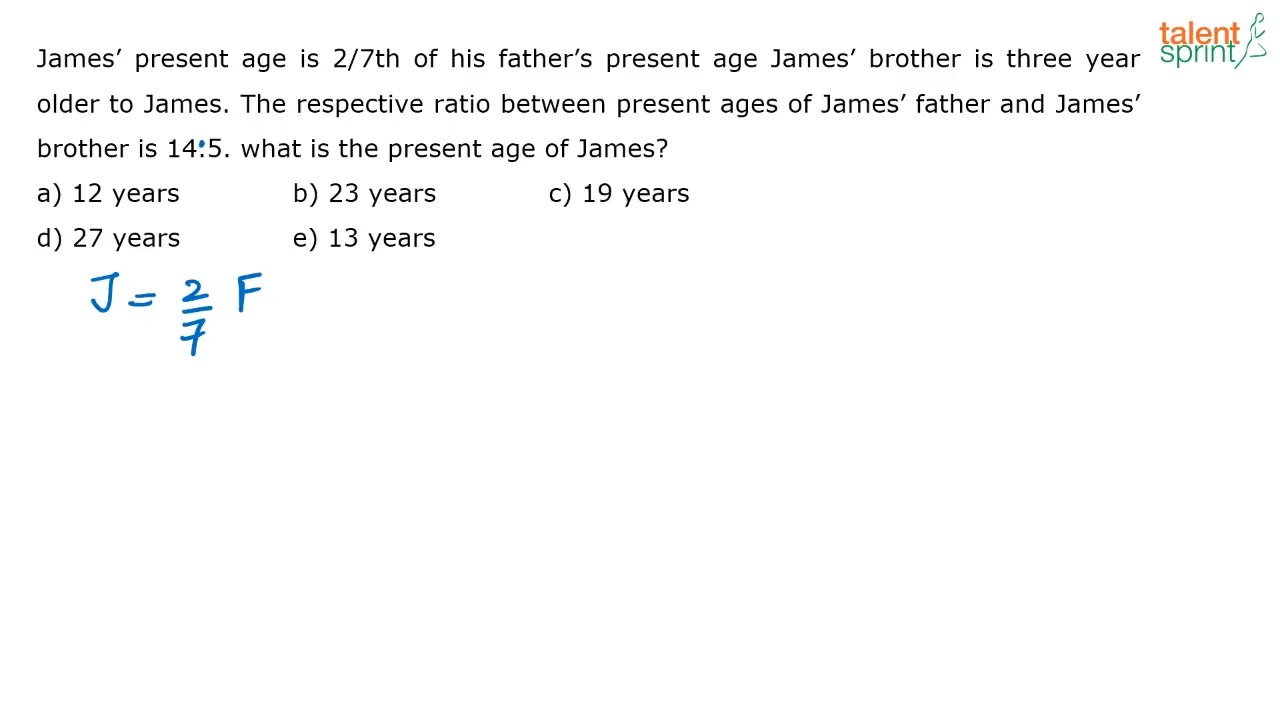 talent
sprint
James’ present age is 2/7th of his father’s present age James’ brother is three year
older to James. The respective ratio between present ages of James’ father and James’
brother is 14:5. what is the present age of James?
a) 12 years b) 23 years c) 19 years
d) 27 years e) 13 years
J = 2/7 F